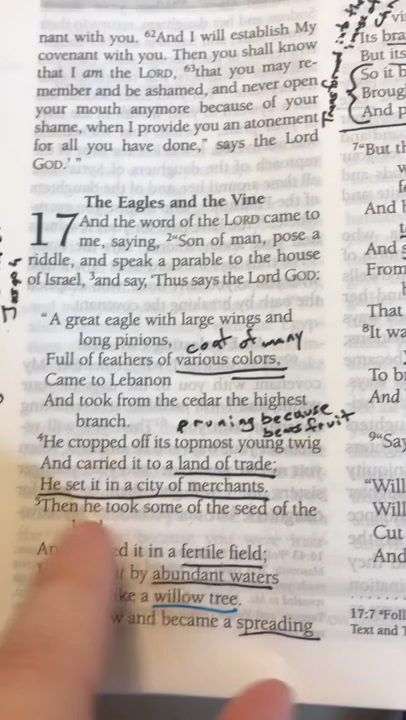 nant with you. 62And I will establish My
covenant with you. Then you shall know
that I am the LORD, 63that you may re-
member and be ashamed, and never open
your mouth anymore because of your
shame, when I provide you an atonement
for all you have done,” says the Lord
GOD.’ ”
The Eagles and the Vine
17 And the word of the LORD came to
me, saying, 2“Son of man, pose a
riddle, and speak a parable to the house
of Israel, 3and say, ‘Thus says the Lord GOD:
“A great eagle with large wings and
long pinions,
coat of many
Full of feathers of various colors,
Came to Lebanon
And took from the cedar the highest
branch.
pruning because
bears fruit
4He cropped off its topmost young twig
And carried it to a land of trade;
He set it in a city of merchants.
5Then he took some of the seed of the
ed it in a fertile field;
by abundant waters
ke a willow tree.
w and became a spreading
Its bra
But its
So it b
Broug
And p
7“But th
And h
And s
From
That
8It wa
To b
And
9“Say
“Will
Will
Cut
And
17:7 aFoll
Text and T